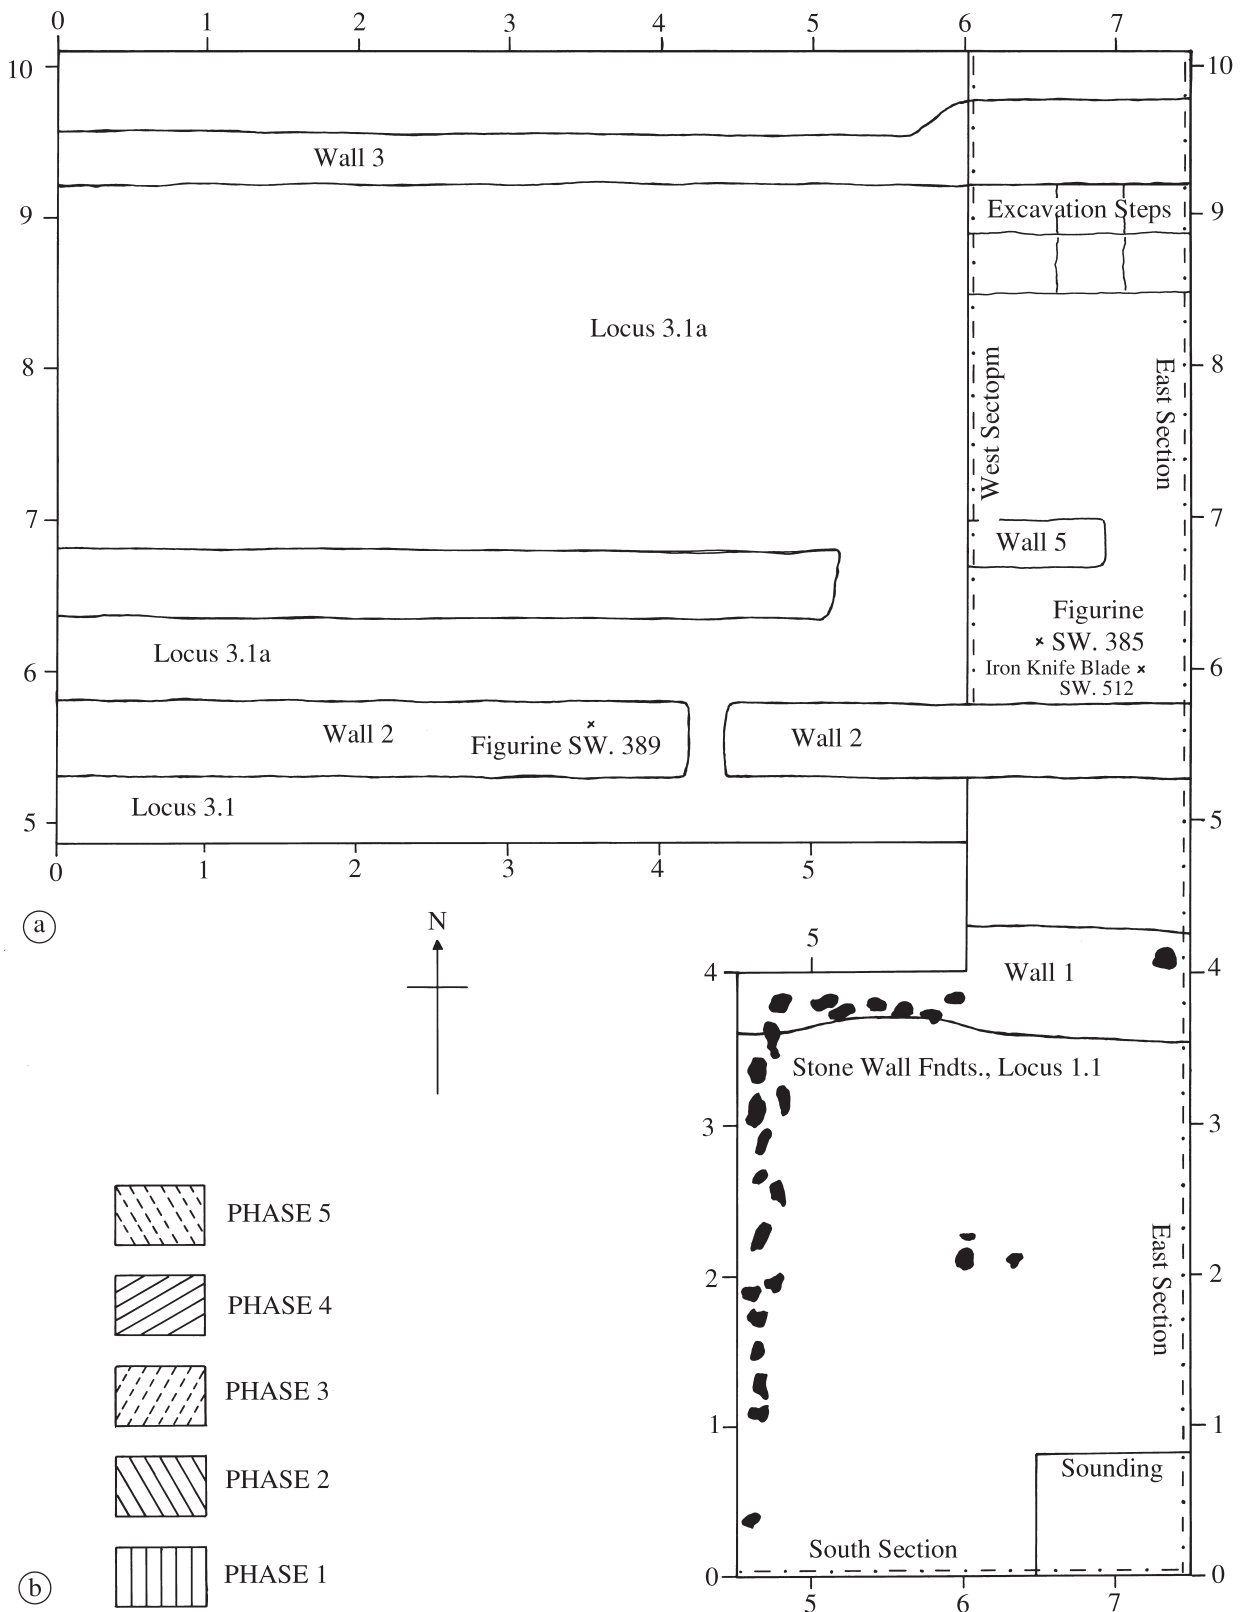 0 1 2 3 4 5 6 7
10 10
Wall 3
9 Excavation Steps 9
Locus 3.1a
8 8
West Sectopm
East Section
7 7
Wall 5
Figurine
× SW. 385
Locus 3.1a
6 Iron Knife Blade × 6
SW. 512
Wall 2
×
Figurine SW. 389
Wall 2
Locus 3.1
5 5
0 1 2 3 4 5
a
N
5
4 Wall 1 4
Stone Wall Fndts., Locus 1.1
3 3
PHASE 5
East Section
2 2
PHASE 4
PHASE 3
1 1
PHASE 2
Sounding
South Section
PHASE 1
b
0 0
5 6 7